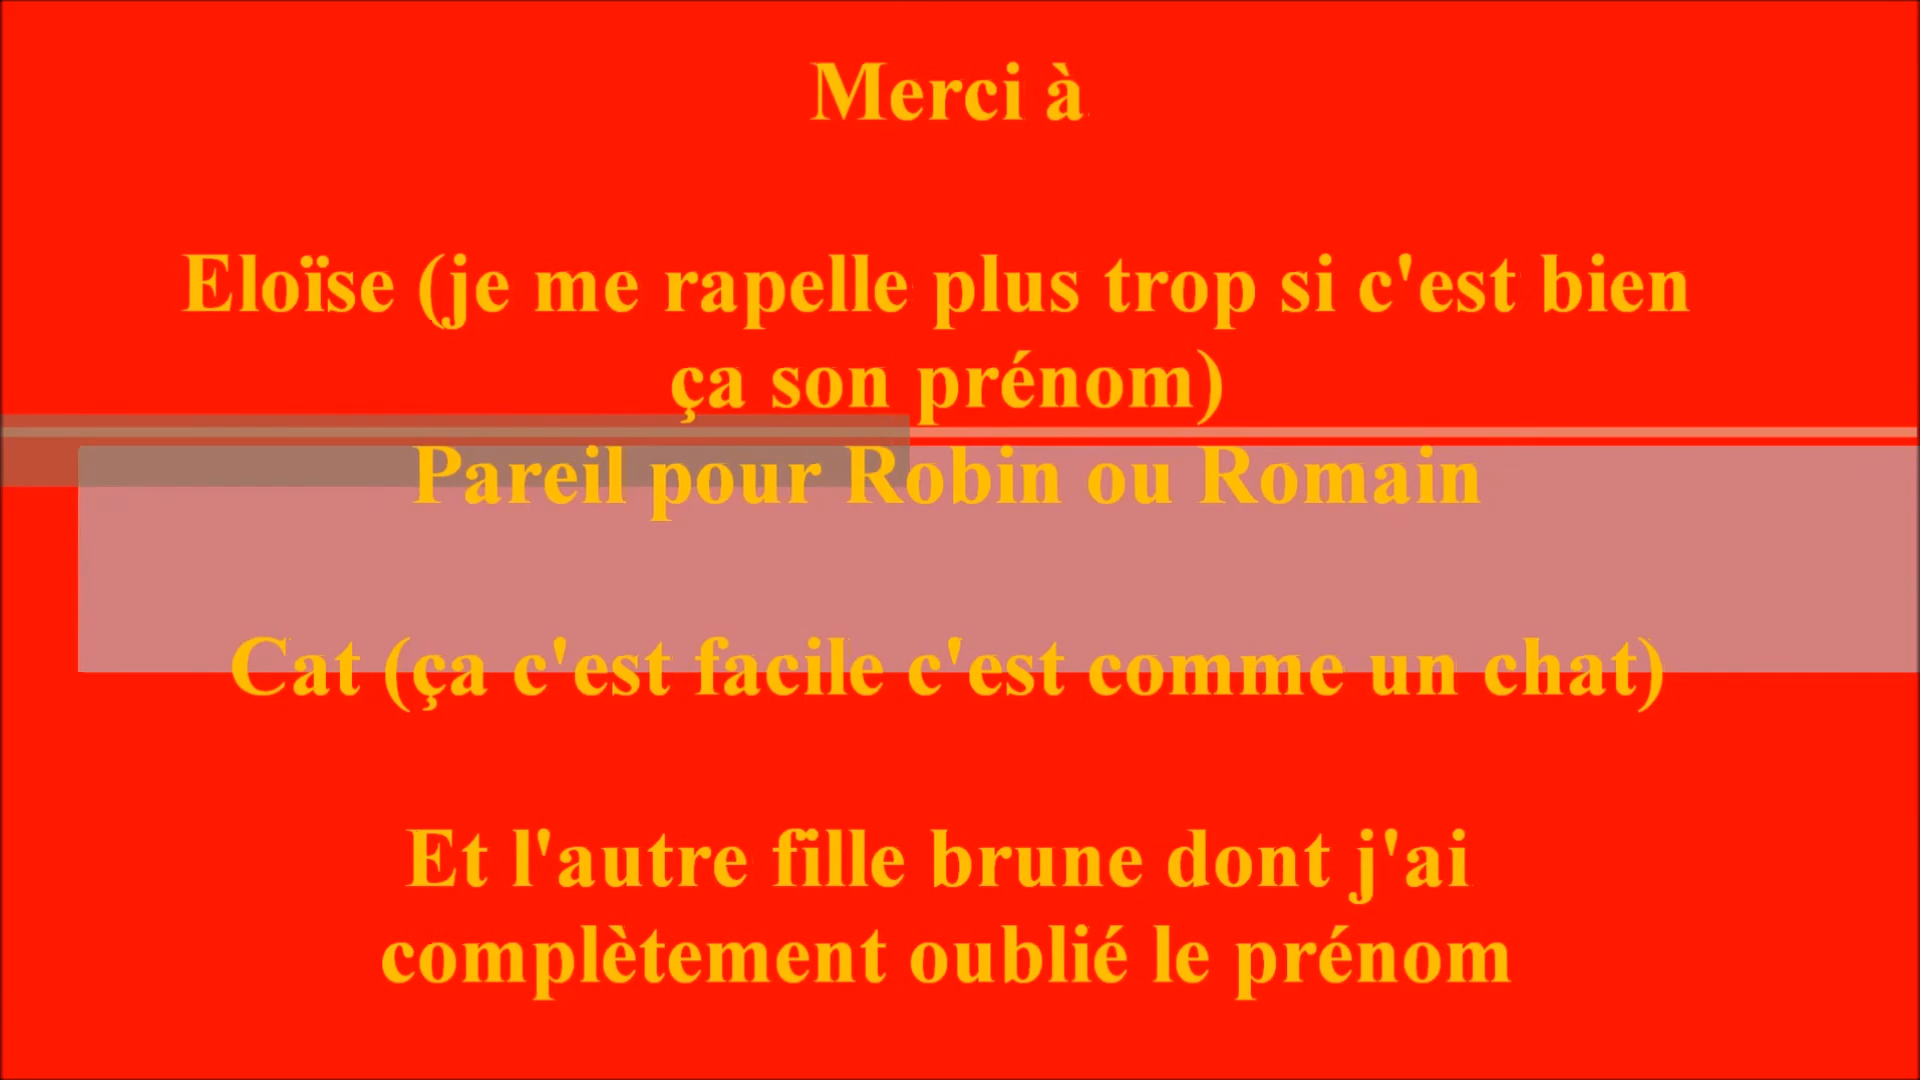 Merci à
Eloïse (je me rapelle plus trop si c'est bien
ça son prénom)
Pareil pour Robin ou Romain
Cat (ça c'est facile c'est comme un chat)
Et l'autre fille brune dont j'ai
complètement oublié le prénom